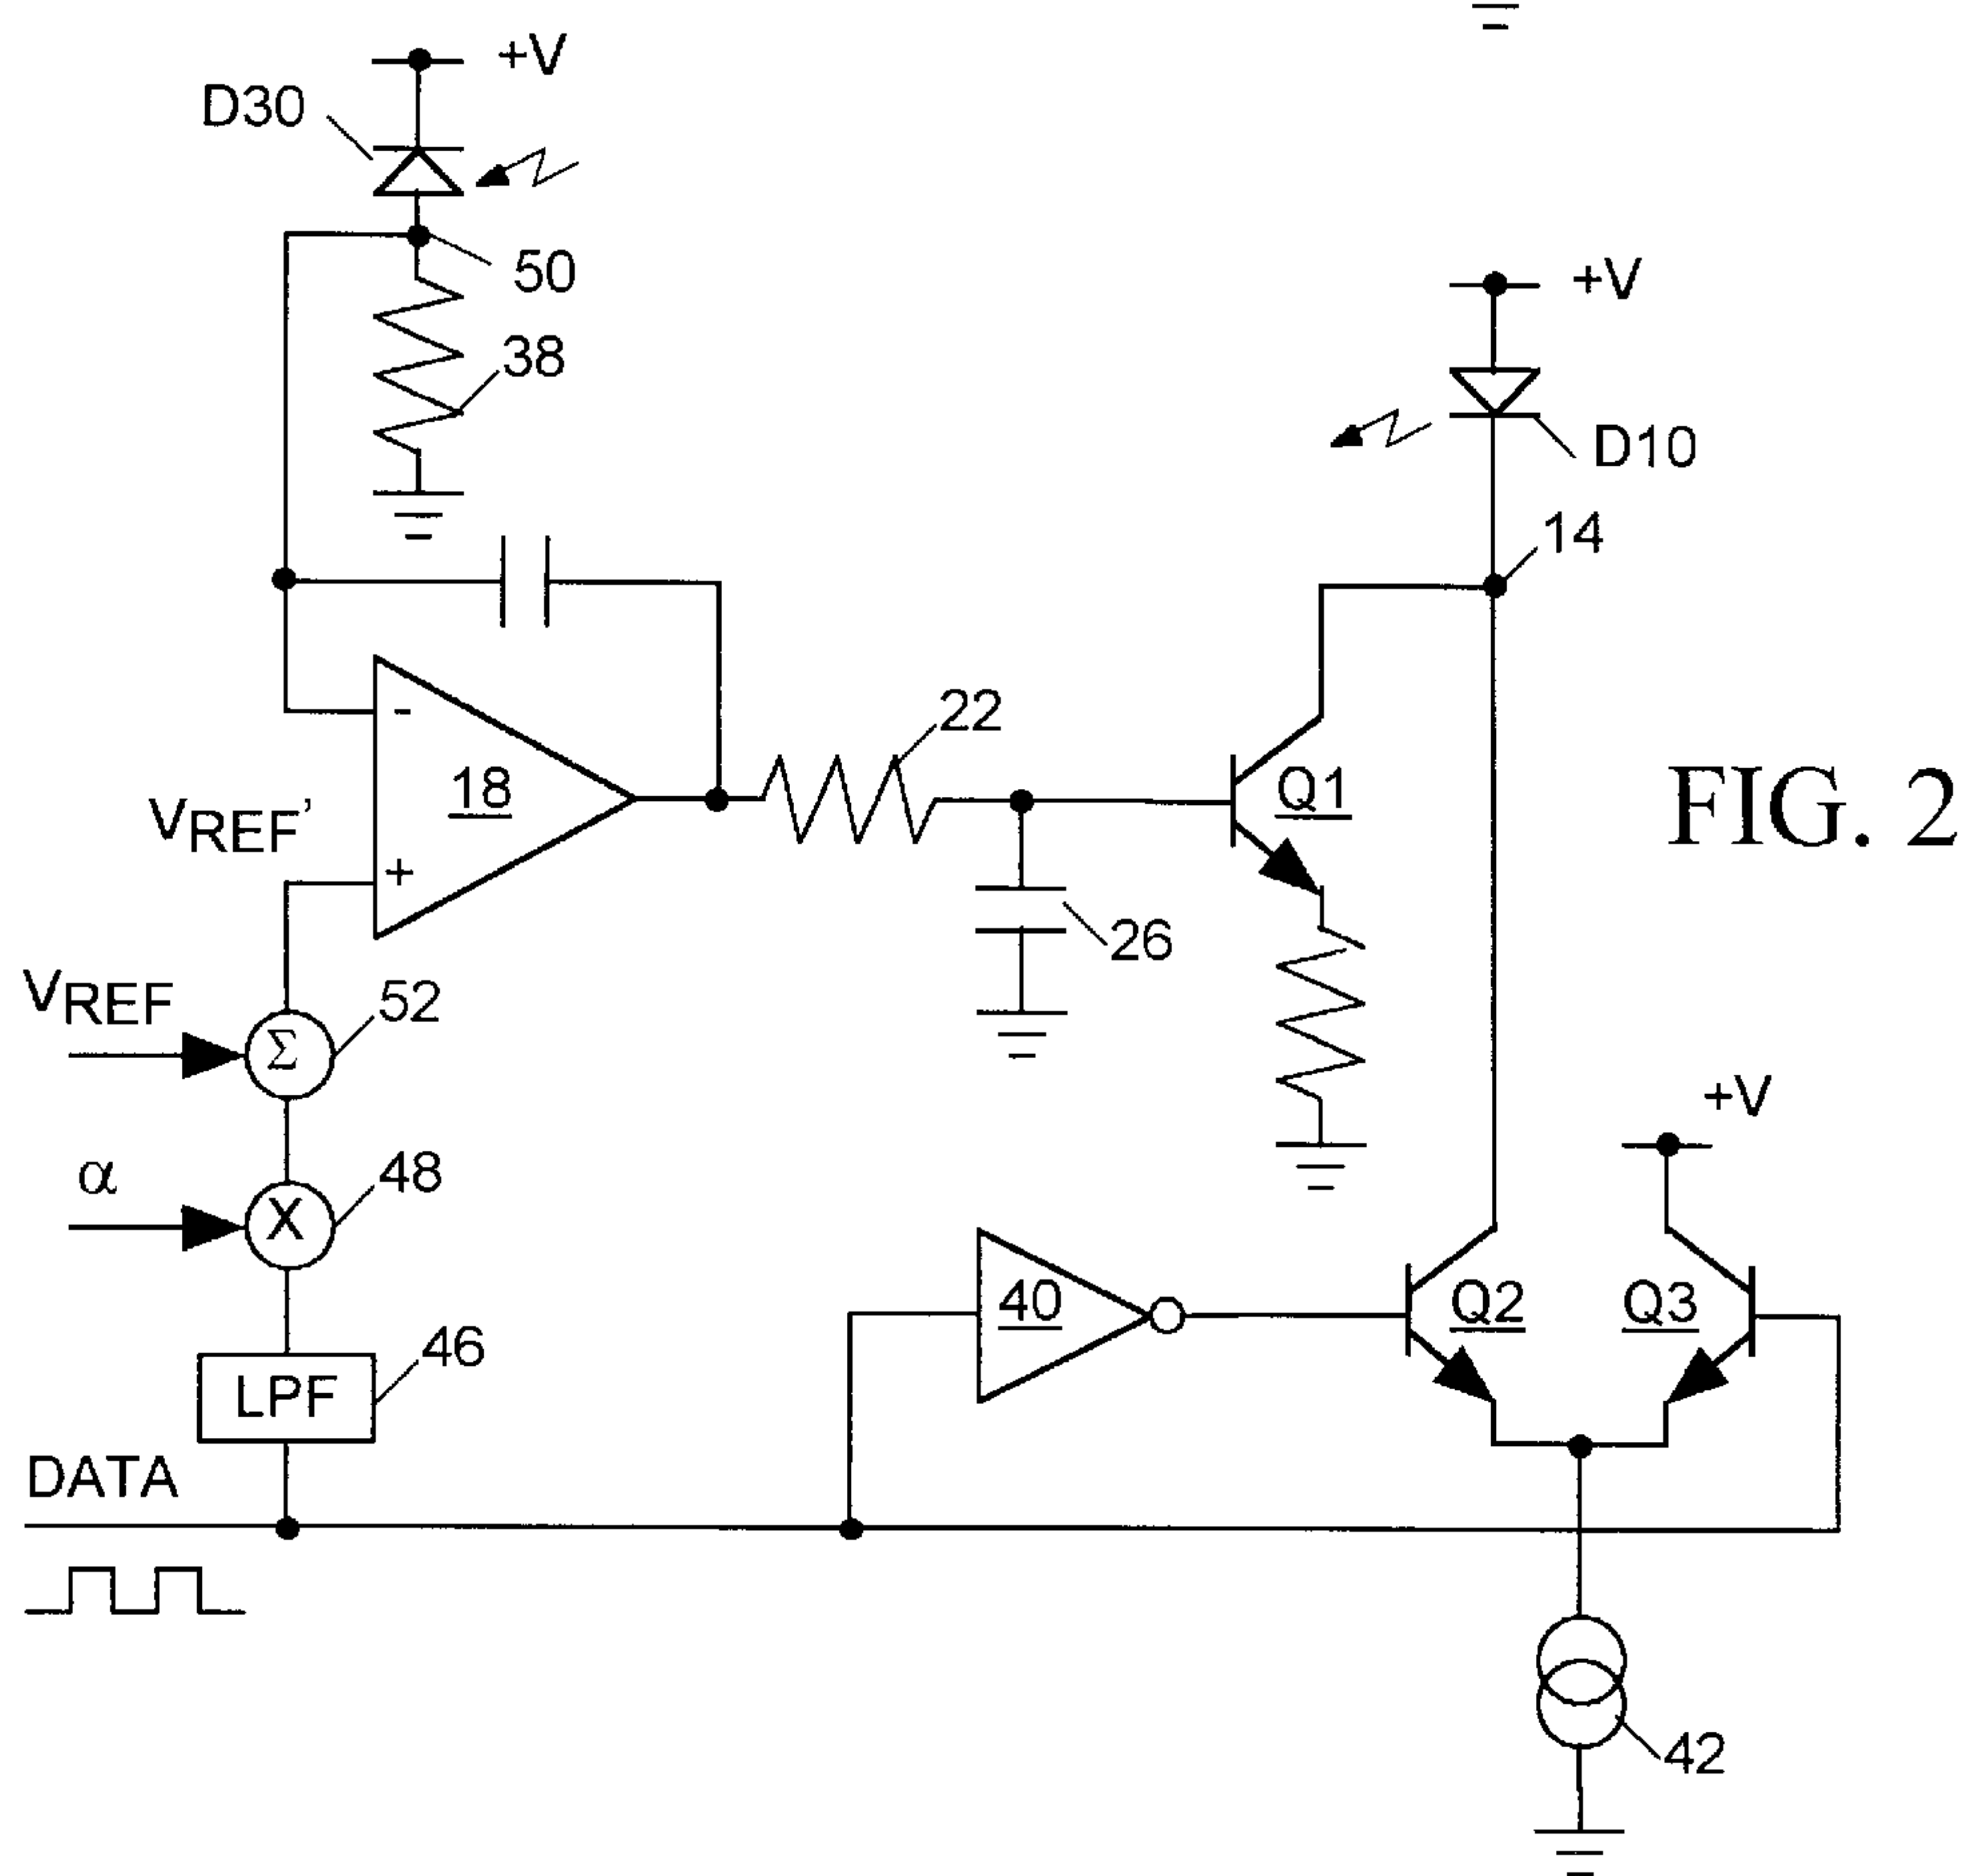 +V
D30
50
38
+V
D10
14
-
18
+
VREF'
22
26
Q1
FIG. 2
VREF
52
Σ
α
48
X
+V
40
Q2
Q3
46
LPF
DATA
42